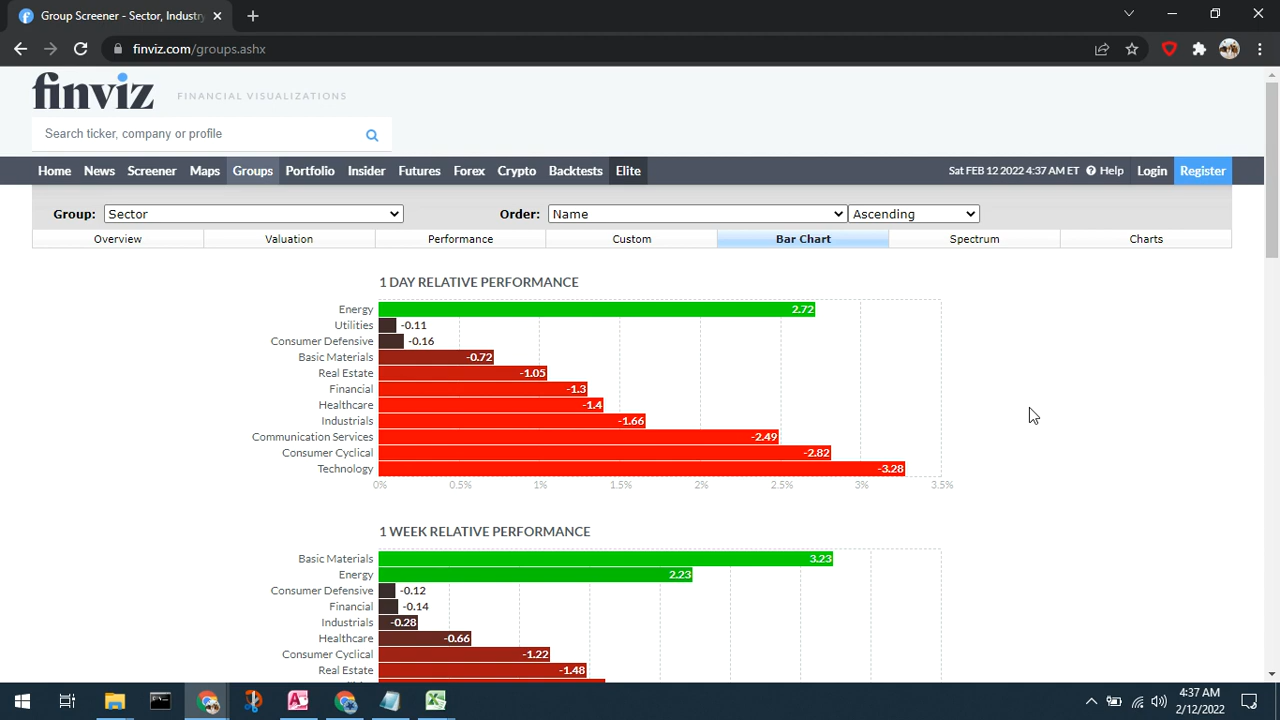 Group Screener - Sector, Industry
finviz.com/groups.ashx
finviz FINANCIAL VISUALIZATIONS
Search ticker, company or profile
Home News Screener Maps Groups Portfolio Insider Futures Forex Crypto Backtests Elite Sat FEB 12 2022 4:37 AM ET Help Login Register
Group: Sector Order: Name Ascending
Overview Valuation Performance Custom Bar Chart Spectrum Charts
1 DAY RELATIVE PERFORMANCE
Energy 2.72
Utilities -0.11
Consumer Defensive -0.16
Basic Materials -0.72
Real Estate -1.05
Financial -1.3
Healthcare -1.4
Industrials -1.66
Communication Services -2.49
Consumer Cyclical -2.82
Technology -3.28
0% 0.5% 1% 1.5% 2% 2.5% 3% 3.5%
1 WEEK RELATIVE PERFORMANCE
Basic Materials 3.23
Energy 2.23
Consumer Defensive -0.12
Financial -0.14
Industrials -0.28
Healthcare -0.66
Consumer Cyclical -1.22
Real Estate -1.48
4:37 AM
2/12/2022